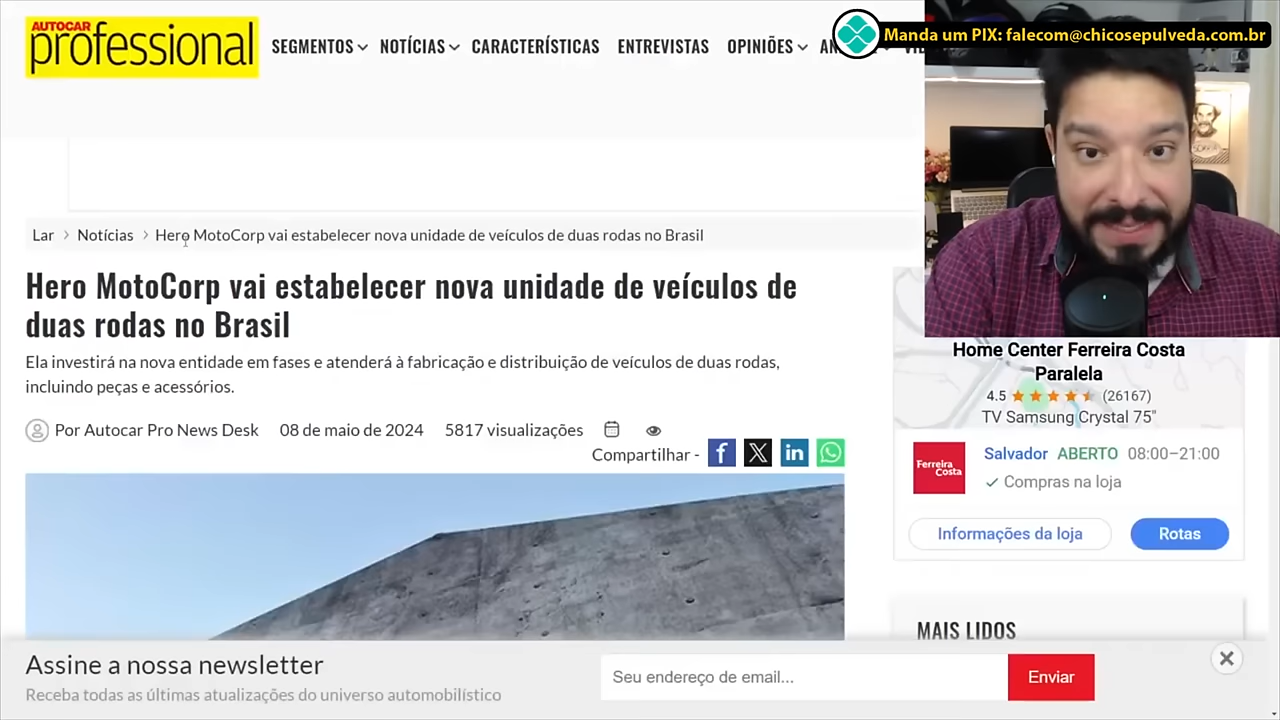 AUTOCAR
professional
SEGMENTOS
NOTÍCIAS
CARACTERÍSTICAS
ENTREVISTAS
OPINIÕES
Manda um PIX: falecom@chicosepulveda.com.br
Lar > Notícias > Hero MotoCorp vai estabelecer nova unidade de veículos de duas rodas no Brasil
Hero MotoCorp vai estabelecer nova unidade de veículos de
duas rodas no Brasil
Ela investirá na nova entidade em fases e atenderá à fabricação e distribuição de veículos de duas rodas,
incluindo peças e acessórios.
Por Autocar Pro News Desk 08 de maio de 2024 5817 visualizações
Compartilhar -
Home Center Ferreira Costa
Paralela
4.5 (26167)
TV Samsung Crystal 75"
Ferreira
Costa
Salvador ABERTO 08:00–21:00
Compras na loja
Informações da loja
Rotas
MAIS LIDOS
Assine a nossa newsletter
Receba todas as últimas atualizações do universo automobilístico
Seu endereço de email...
Enviar